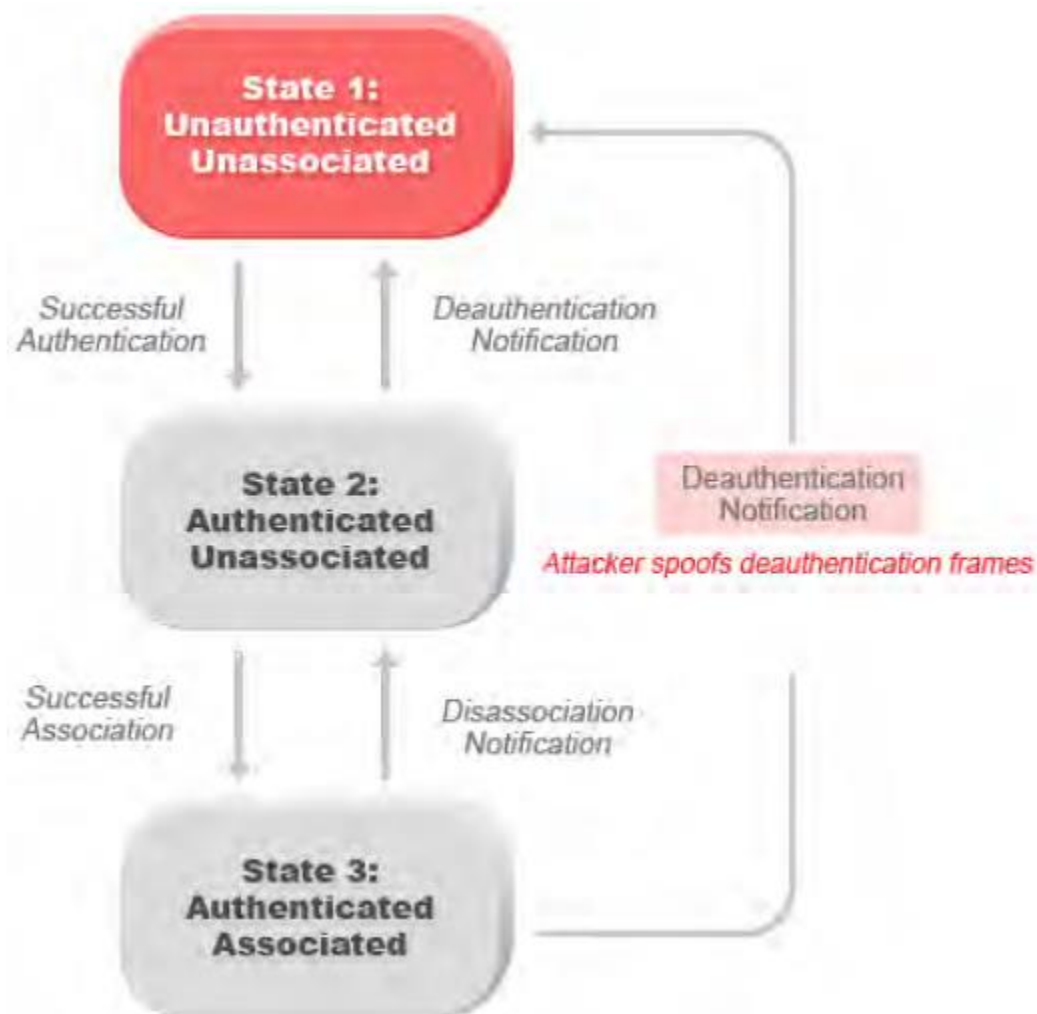 State 1:
Unauthenticated
Unassociated
Successful
Authentication
Deauthentication
Notification
State 2:
Authenticated
Unassociated
Deauthentication
Notification
Attacker spoofs deauthentication frames
Successful
Association
Disassociation
Notification
State 3:
Authenticated
Associated